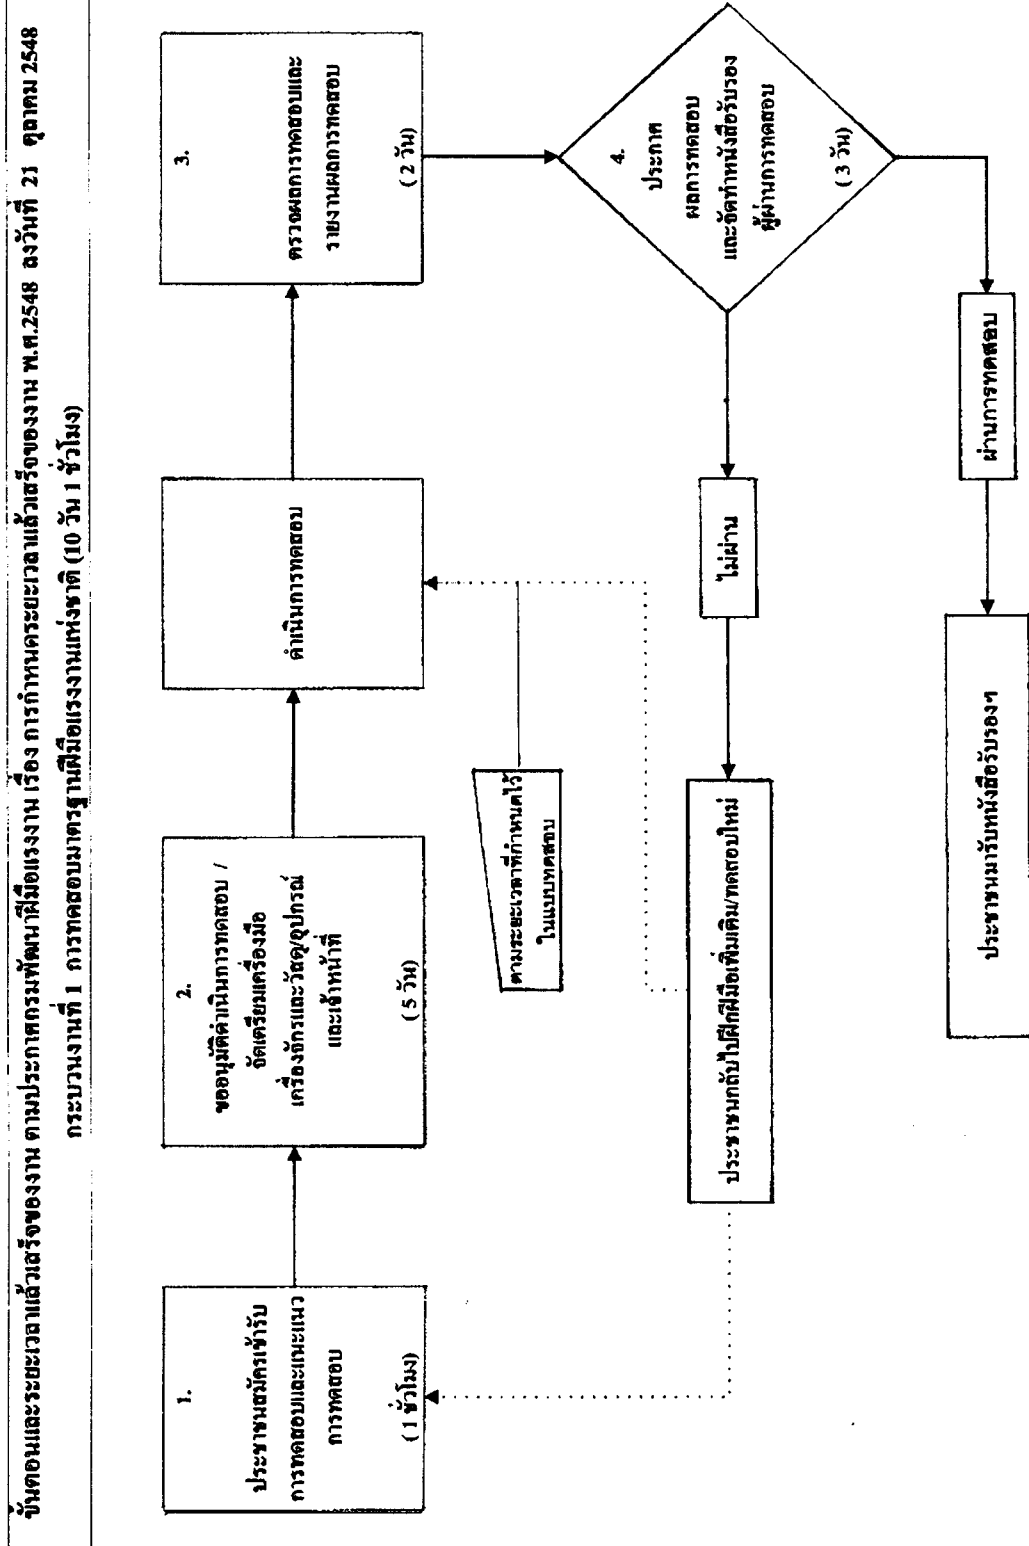 ขั้นตอนและระยะเวลาแล้วเสร็จของงาน ตามประกาศกรมพัฒนาฝีมือแรงงาน เรื่อง การกำหนดระยะเวลาแล้วเสร็จของงาน พ.ศ.2548 ลงวันที่ 21 ตุลาคม 2548
กระบวนงานที่ 1 การทดสอบมาตรฐานฝีมือแรงงานแห่งชาติ (10 วัน 1 ชั่วโมง)
1.
ประชาชนสมัครเข้ารับ
การทดสอบและแนะแนว
การทดสอบ
(1 ชั่วโมง)
2.
ขออนุมัติดำเนินการทดสอบ /
จัดเตรียมเครื่องมือ
เครื่องจักรและวัสดุ/อุปกรณ์
และเจ้าหน้าที่
(5 วัน)
ดำเนินการทดสอบ
3.
ตรวจผลการทดสอบและ
รายงานผลการทดสอบ
(2 วัน)
ตามระยะเวลาที่กำหนดไว้
ในแบบทดสอบ
4.
ประกาศ
ผลการทดสอบ
และจัดทำหนังสือรับรอง
ผู้ผ่านการทดสอบ
(3 วัน)
ไม่ผ่าน
ประชาชนกลับไปฝึกฝีมือเพิ่มเติม/ทดสอบใหม่
ผ่านการทดสอบ
ประชาชนมารับหนังสือรับรองฯ